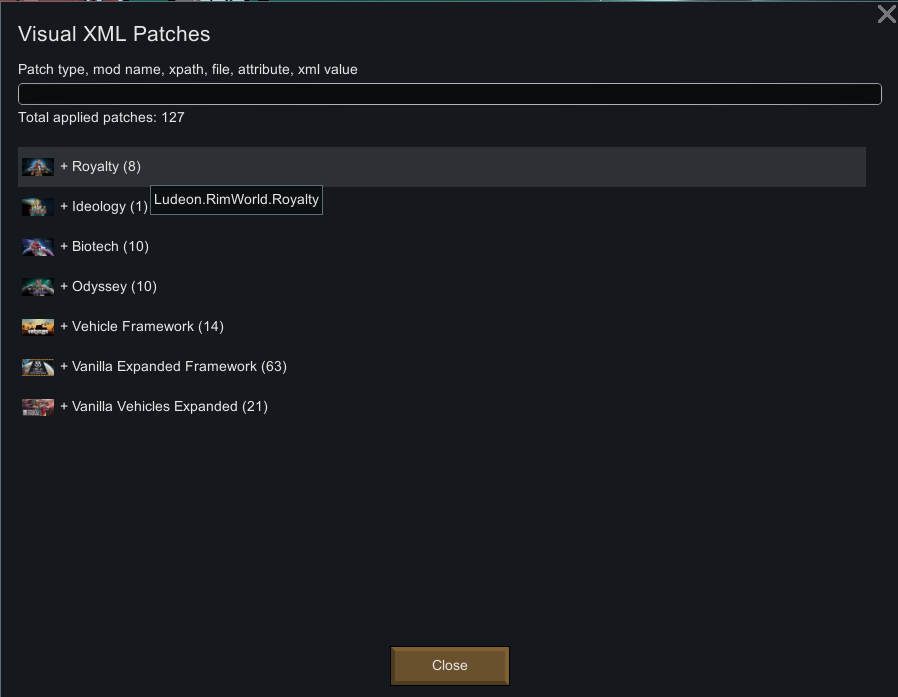 Visual XML Patches
Patch type, mod name, xpath, file, attribute, xml value
Total applied patches: 127
+ Royalty (8)
Ludeon.RimWorld.Royalty
+ Ideology (1)
+ Biotech (10)
+ Odyssey (10)
+ Vehicle Framework (14)
+ Vanilla Expanded Framework (63)
+ Vanilla Vehicles Expanded (21)
Close